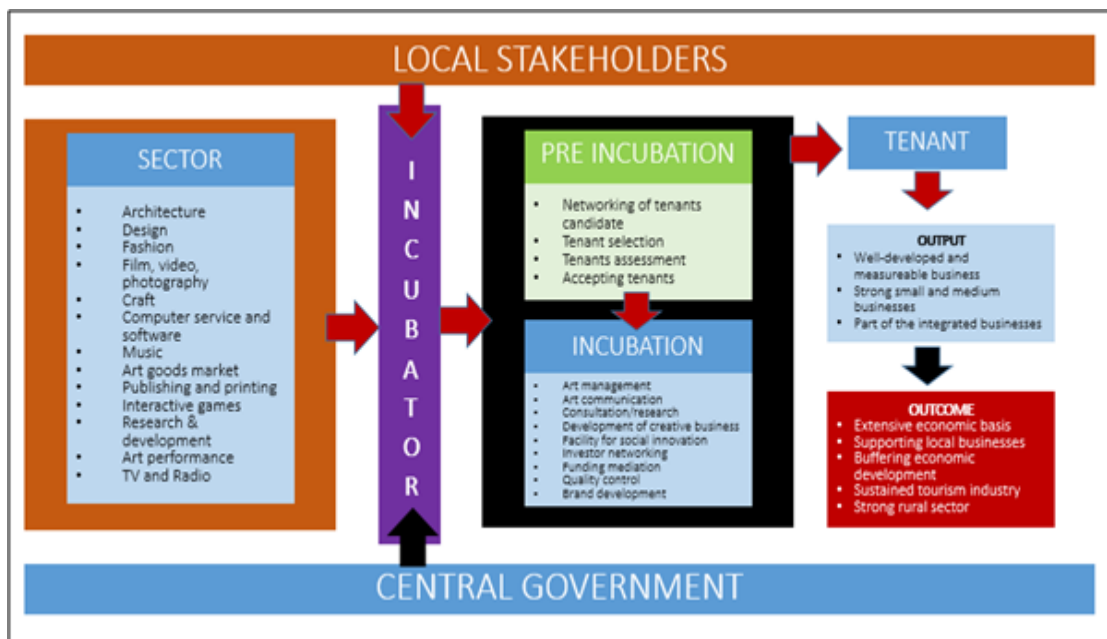 LOCAL STAKEHOLDERS
SECTOR
• Architecture
• Design
• Fashion
• Film, video,
photography
• Craft
• Computer service and
software
• Music
• Art goods market
• Publishing and printing
• Interactive games
• Research &
development
• Art performance
• TV and Radio
I
N
C
U
B
A
T
O
R
PRE INCUBATION
• Networking of tenants
candidate
• Tenant selection
• Tenants assessment
• Accepting tenants
INCUBATION
• Art management
• Art communication
• Consultation/research
• Development of creative business
• Facility for social innovation
• Investor networking
• Funding mediation
• Quality control
• Brand development
TENANT
OUTPUT
• Well-developed and
measureable business
• Strong small and medium
businesses
• Part of the integrated businesses
OUTCOME
• Extensive economic basis
• Supporting local businesses
• Buffering economic
development
• Sustained tourism industry
• Strong rural sector
CENTRAL GOVERNMENT